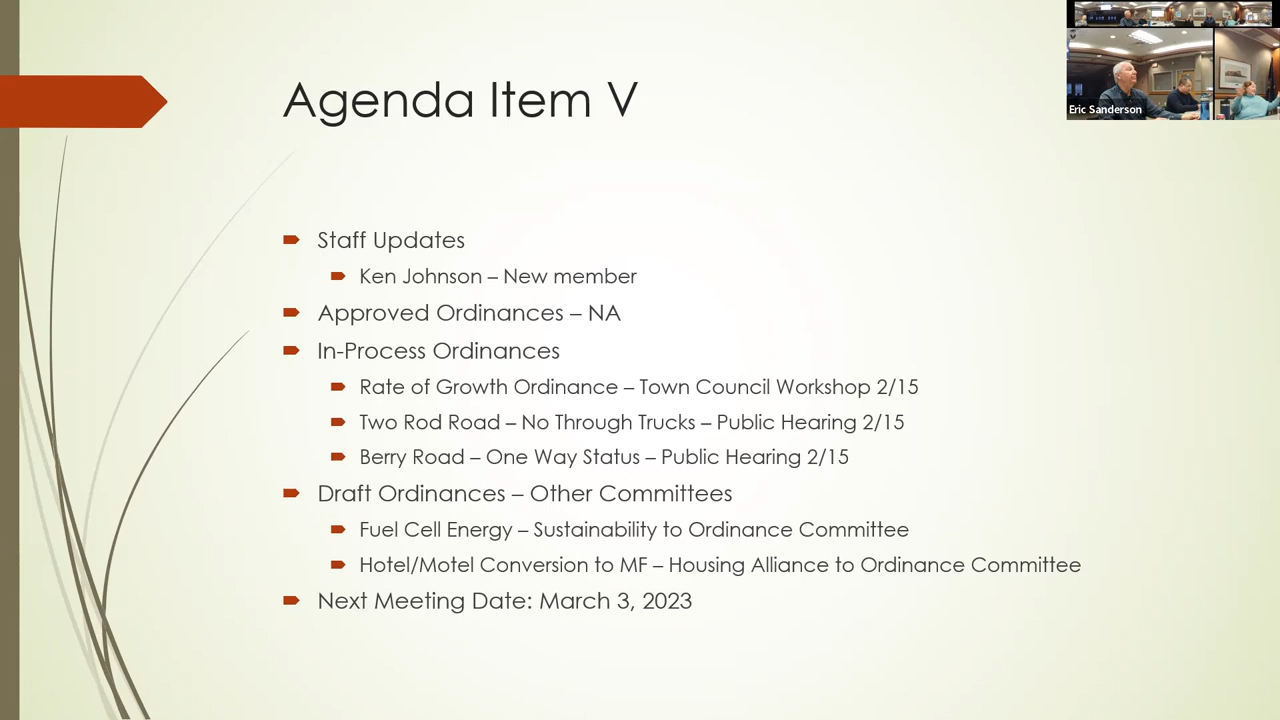 Agenda Item V
Eric Sanderson
Staff Updates
Ken Johnson – New member
Approved Ordinances – NA
In-Process Ordinances
Rate of Growth Ordinance – Town Council Workshop 2/15
Two Rod Road – No Through Trucks – Public Hearing 2/15
Berry Road – One Way Status – Public Hearing 2/15
Draft Ordinances – Other Committees
Fuel Cell Energy – Sustainability to Ordinance Committee
Hotel/Motel Conversion to MF – Housing Alliance to Ordinance Committee
Next Meeting Date: March 3, 2023